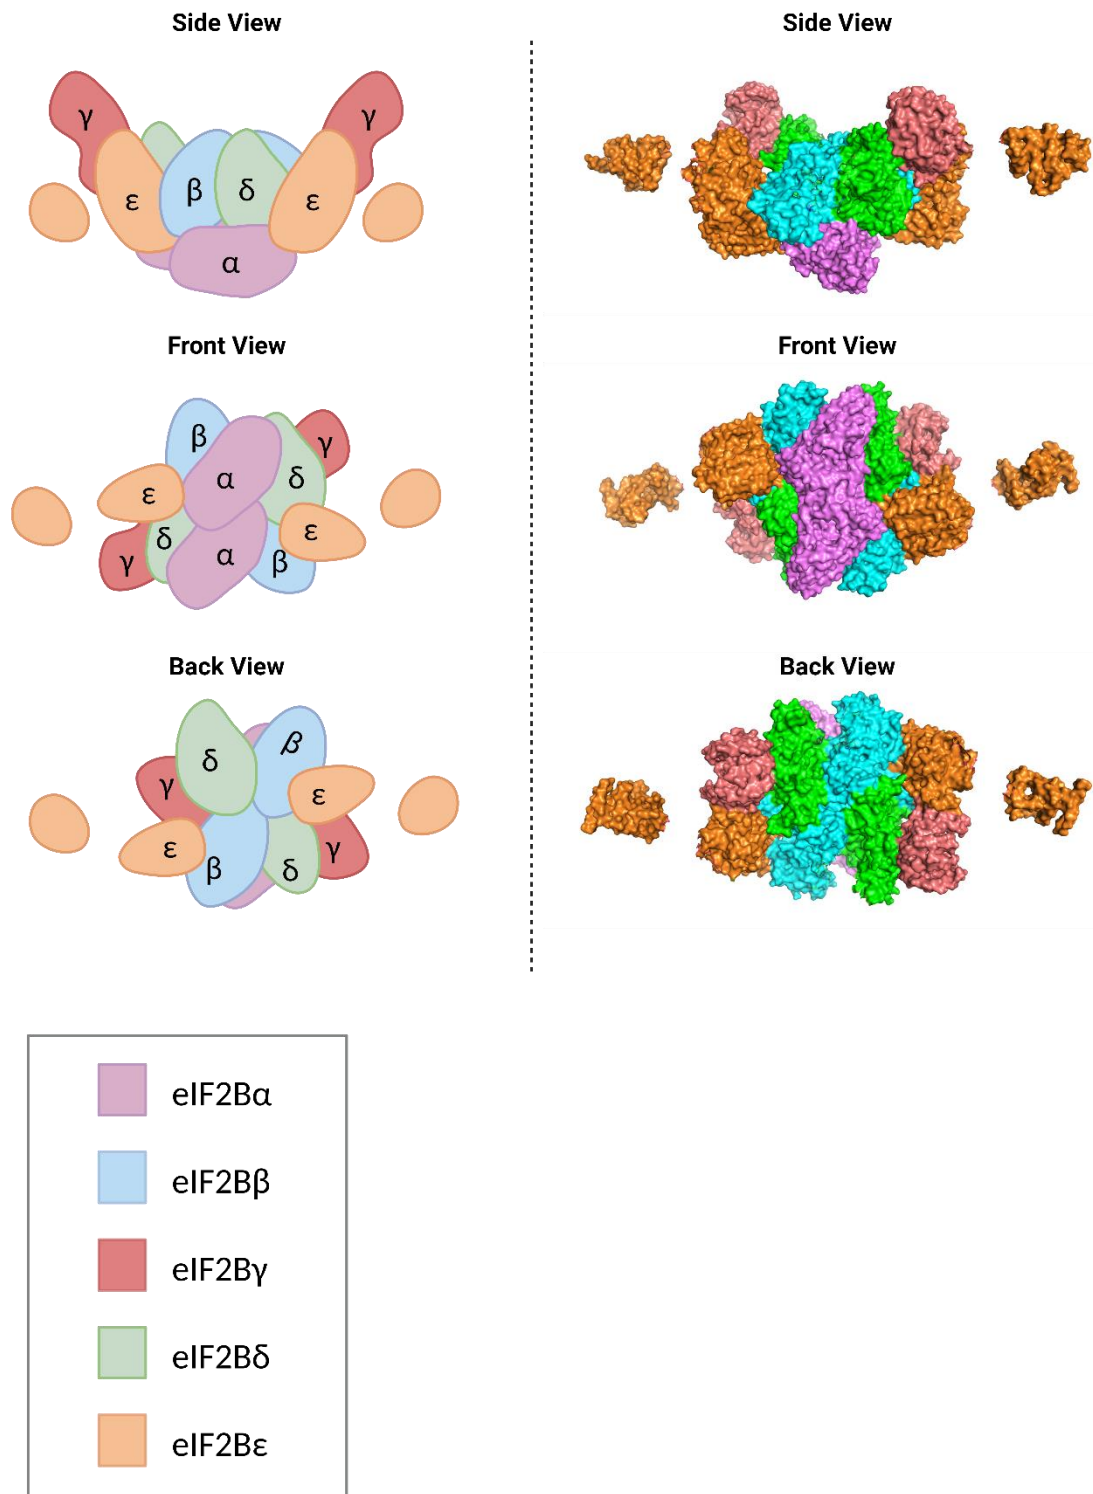 Side View
γ
γ
ε
β
δ
ε
α
Side View
Front View
β
γ
α
δ
ε
ε
δ
γ
α
β
Front View
Back View
β
δ
γ
ε
ε
β
δ
γ
Back View
eIF2Bα
eIF2Bβ
eIF2Bγ
eIF2Bδ
eIF2Bε